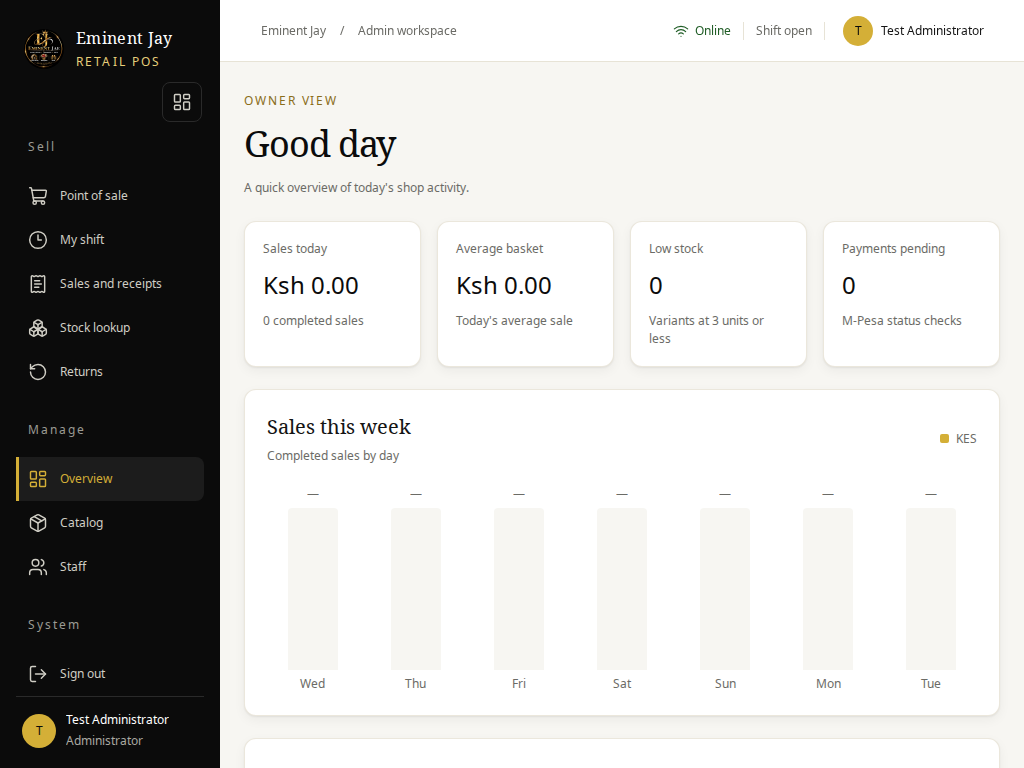 Eminent Jay
RETAIL POS
Sell
Point of sale
My shift
Sales and receipts
Stock lookup
Returns
Manage
Overview
Catalog
Staff
System
Sign out
T
Test Administrator
Administrator
Eminent Jay / Admin workspace
Online
Shift open
T
Test Administrator
OWNER VIEW
Good day
A quick overview of today's shop activity.
Sales today
Ksh 0.00
0 completed sales
Average basket
Ksh 0.00
Today's average sale
Low stock
0
Variants at 3 units or
less
Payments pending
0
M-Pesa status checks
Sales this week
Completed sales by day
KES
— — — — — — —
Wed Thu Fri Sat Sun Mon Tue